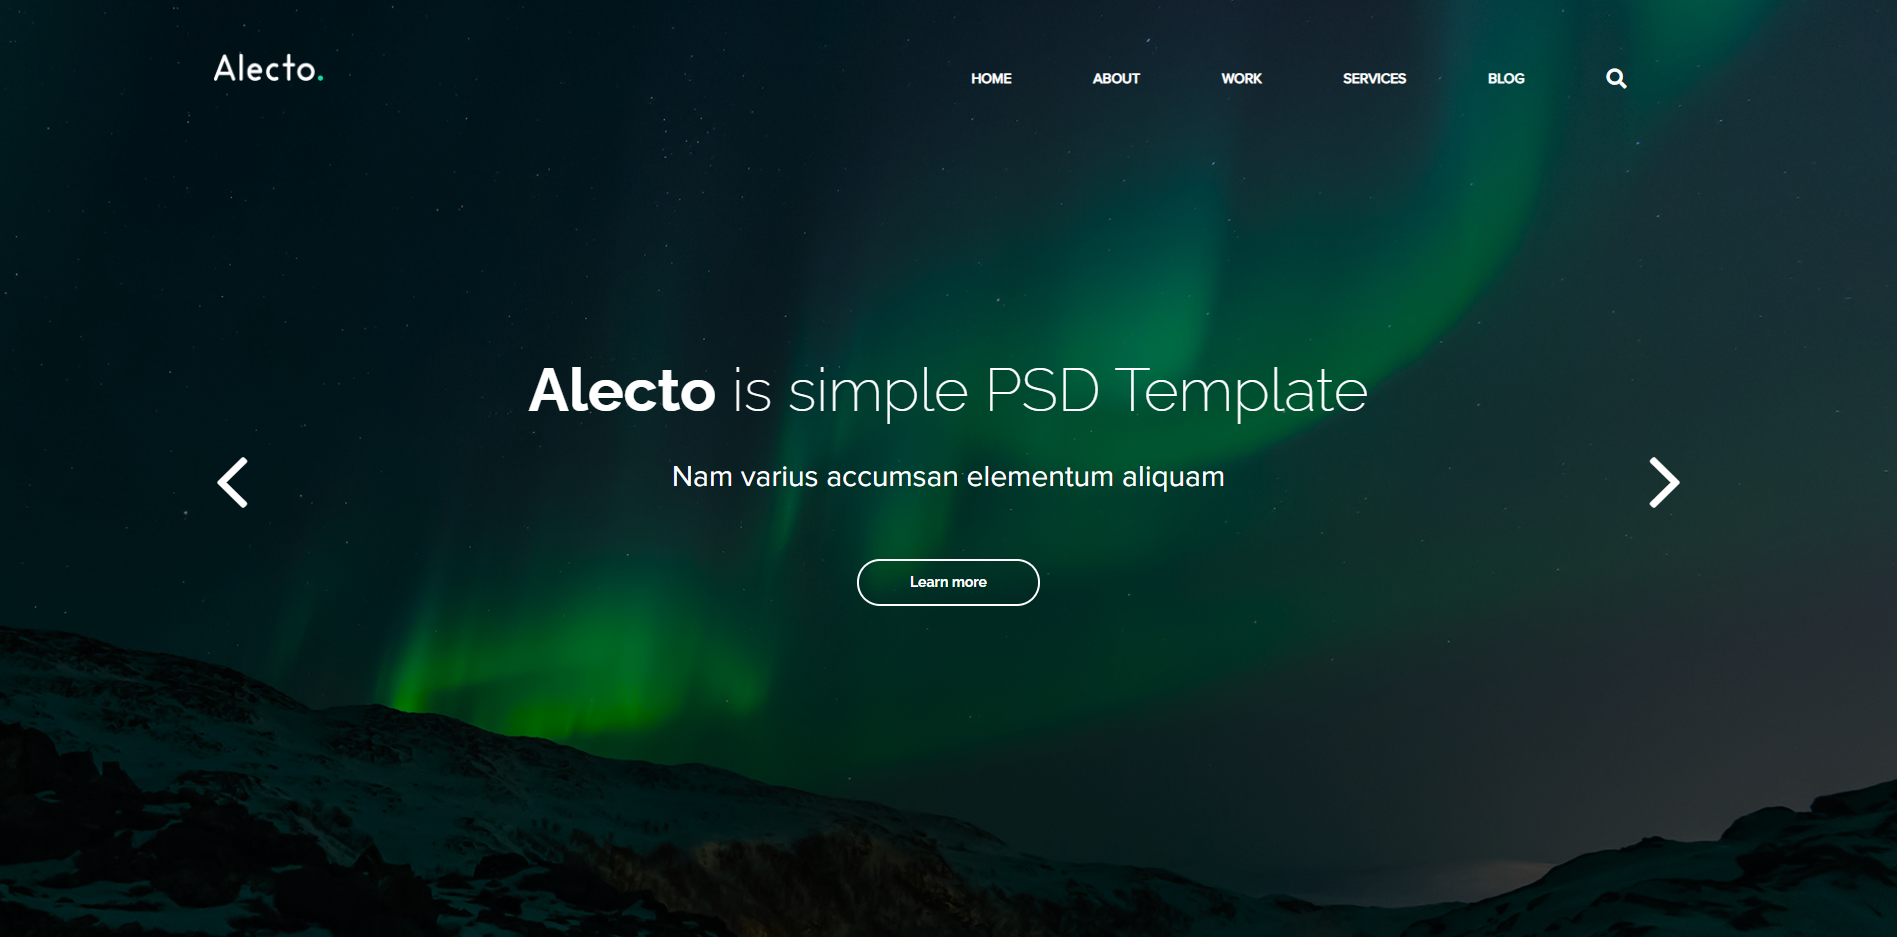 Alecto.
HOME ABOUT WORK SERVICES BLOG
Alecto is simple PSD Template
Nam varius accumsan elementum aliquam
Learn more